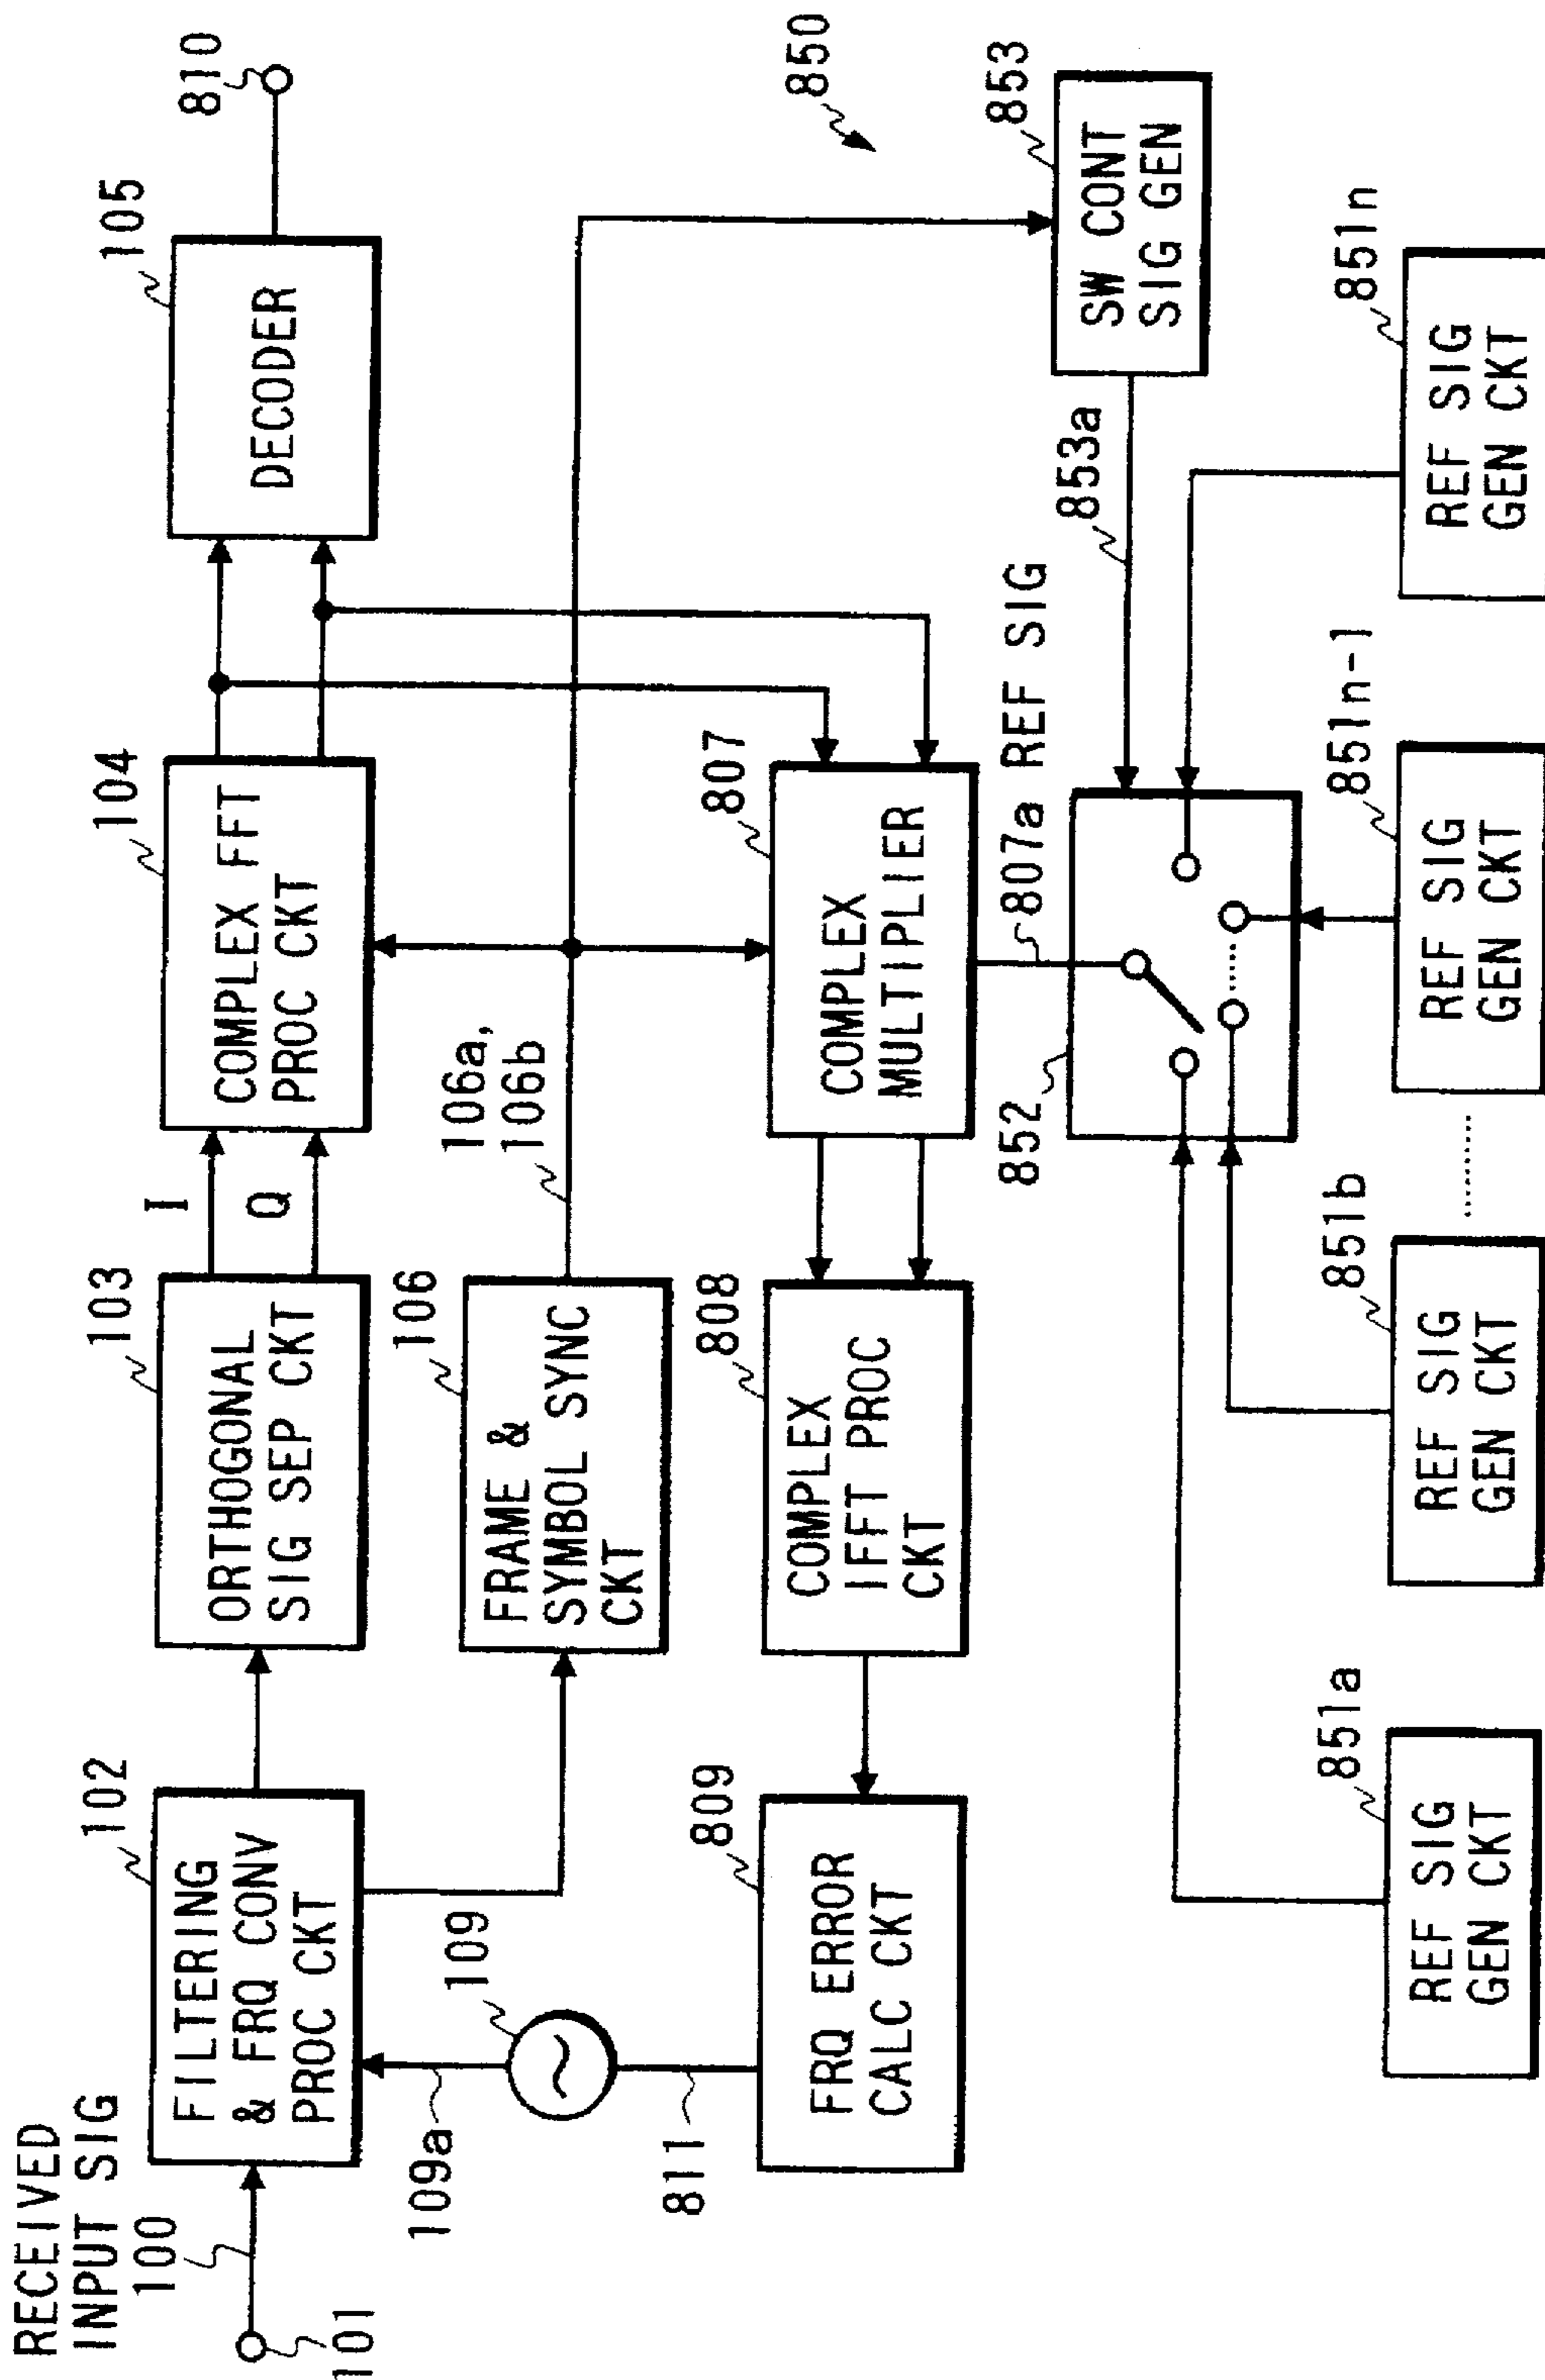 RECEIVED
INPUT SIG
100
101
102
FILTERING
& FRQ CONV
PROC CKT
103
ORTHOGONAL
SIG SEP CKT
I
Q
104
COMPLEX FFT
PROC CKT
105
DECODER
810
109a
109
106
FRAME &
SYMBOL SYNC
CKT
106a,
106b
811
809
FRQ ERROR
CALC CKT
808
COMPLEX
IFFT PROC
CKT
807
COMPLEX
MULTIPLIER
850
853
SW CONT
SIG GEN
853a
807a REF SIG
852
851a
REF SIG
GEN CKT
851b
REF SIG
GEN CKT
851n-1
REF SIG
GEN CKT
851n
REF SIG
GEN CKT